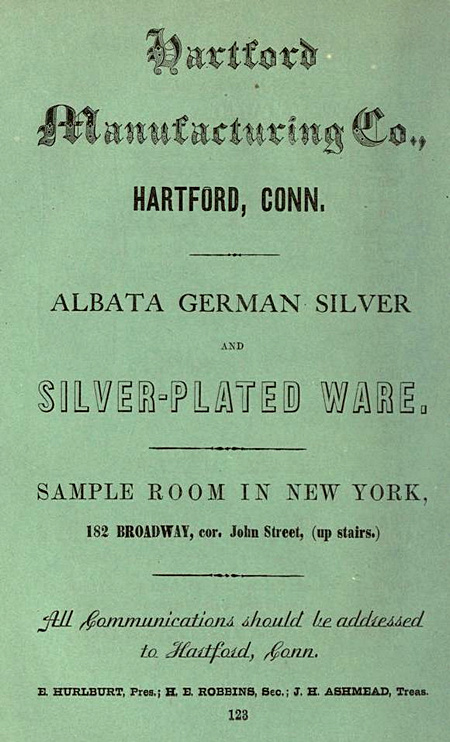 Hartford
Manufacturing Co.,
HARTFORD, CONN.
ALBATA GERMAN SILVER
AND
SILVER-PLATED WARE.
SAMPLE ROOM IN NEW YORK,
182 BROADWAY, cor. John Street, (up stairs.)
All Communications should be addressed
to Hartford, Conn.
E. HURLBURT, Pres.; H. E. ROBBINS, Sec.; J. H. ASHMEAD, Treas.
123